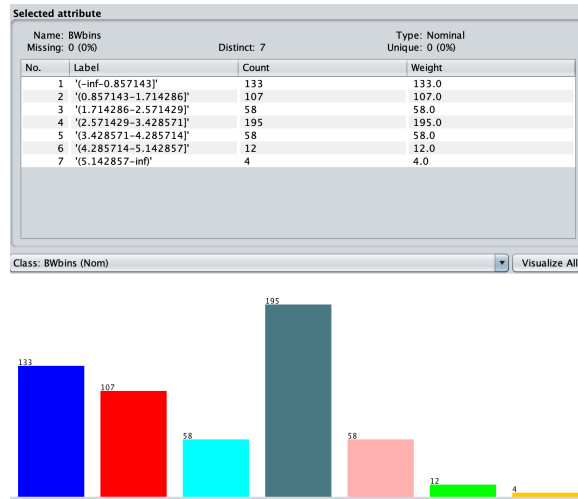 Selected attribute
Name: BWbins Type: Nominal
Missing: 0 (0%) Distinct: 7 Unique: 0 (0%)
No. Label Count Weight
1 '(-inf-0.857143]' 133 133.0
2 '(0.857143-1.714286]' 107 107.0
3 '(1.714286-2.571429]' 58 58.0
4 '(2.571429-3.428571]' 195 195.0
5 '(3.428571-4.285714]' 58 58.0
6 '(4.285714-5.142857]' 12 12.0
7 '(5.142857-inf)' 4 4.0
Class: BWbins (Nom) Visualize All
195
133
107
58 58
12
4